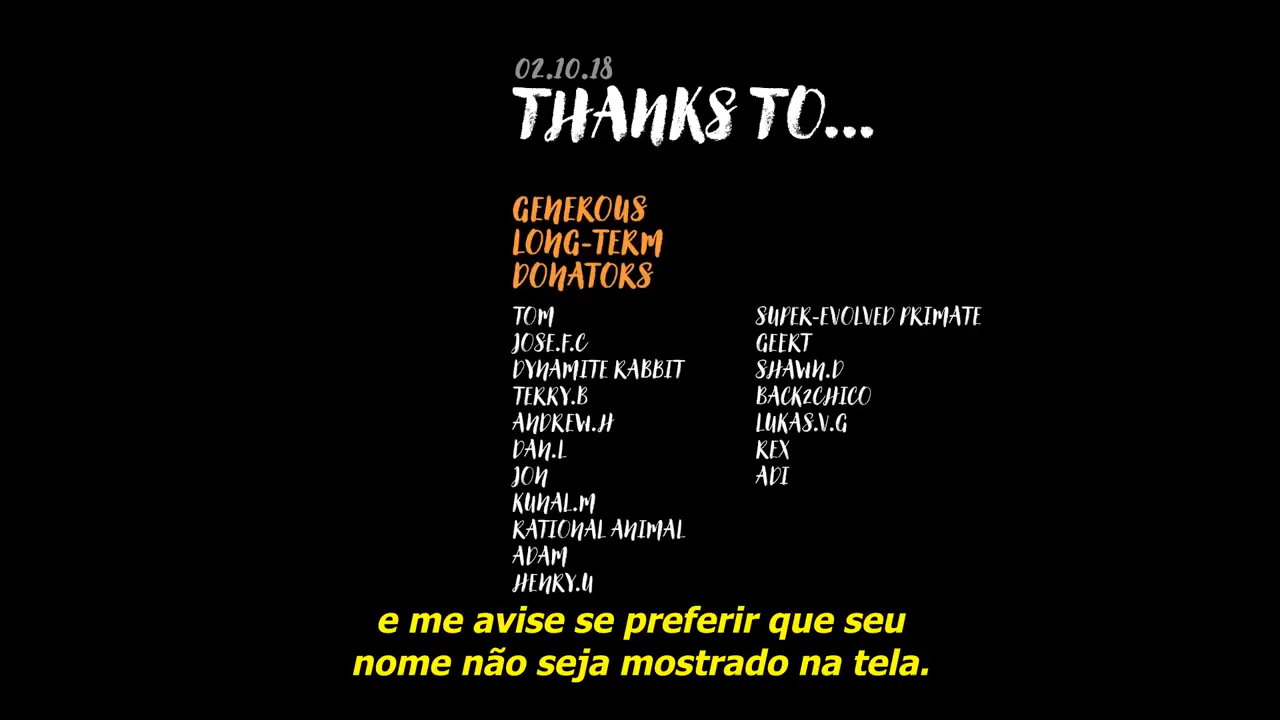 02.10.18
THANKS TO...
GENEROUS
LONG-TERM
DONATORS
TOM
JOSE.F.C
DYNAMITE RABBIT
TERRY.B
ANDREW.H
DAN.L
JON
KUNAL.M
RATIONAL ANIMAL
ADAM
HENRY.U
SUPER-EVOLVED PRIMATE
GEERT
SHAWN.D
BACK2CHICO
LUKAS.V.G
REX
ADI
e me avise se preferir que seu
nome não seja mostrado na tela.